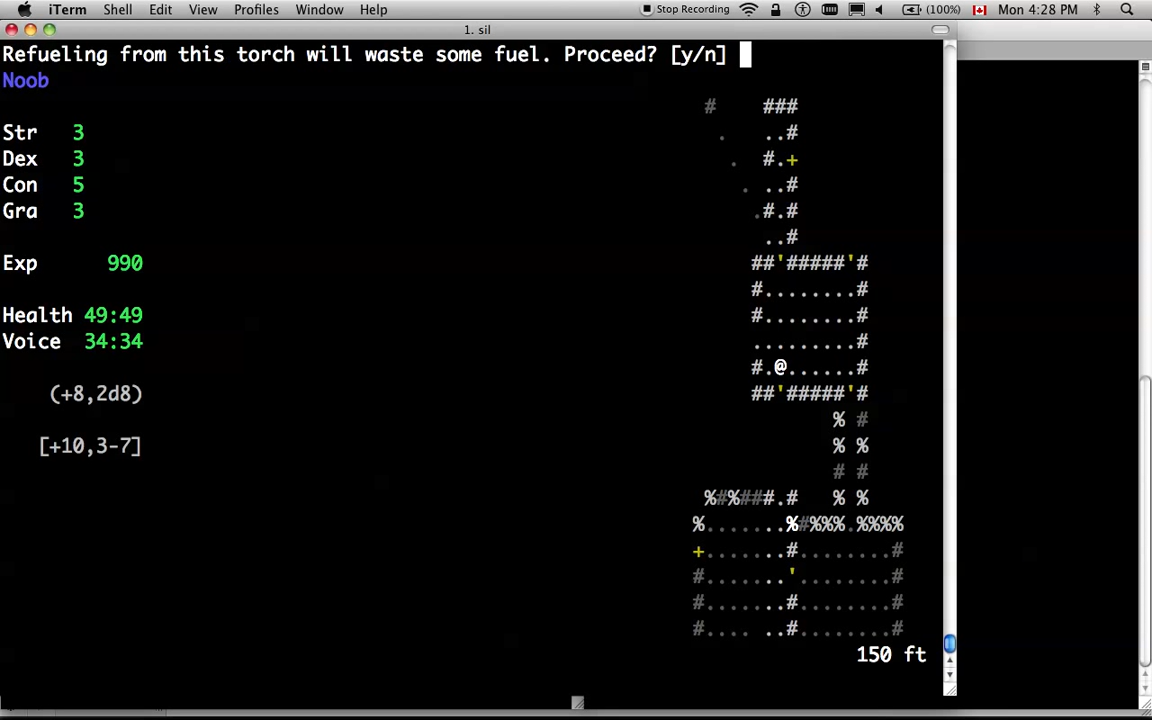 iTerm Shell Edit View Profiles Window Help Stop Recording (100%) Mon 4:28 PM
1. sil
Refueling from this torch will waste some fuel. Proceed? [y/n]
Noob
# ###
. ..#
Str 3
Dex 3
. #.+
Con 5
. ..#
Gra 3
.#.#
..#
Exp 990
##'#####'#
#........#
Health 49:49
#........#
Voice 34:34
.........#
#.@......#
(+8,2d8)
##'#####'#
% #
[+10,3-7]
% %
# #
%#%###.# % %
%.......%#%%%.%%%%
+.......#........#
#.......'........#
#.......#........#
#.... ..#........#
150 ft